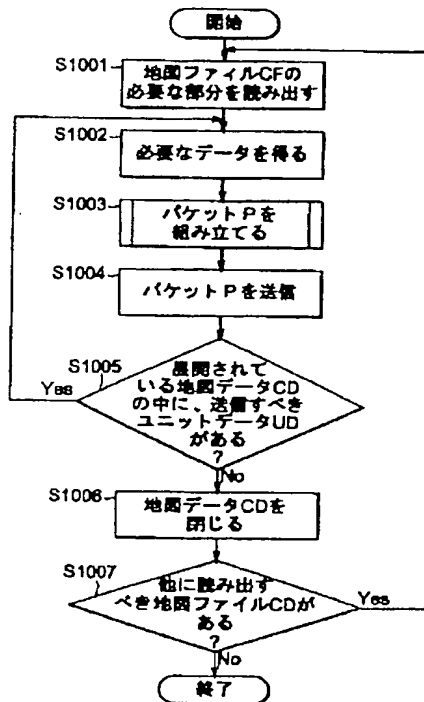 開始
S1001
地図ファイルCFの
必要な部分を読み出す
S1002
必要なデータを得る
S1003
パケットPを
組み立てる
S1004
パケットPを送信
S1005
展開されて
いる地図データCD
の中に、送信すべき
ユニットデータUD
がある
?
Yes
No
S1006
地図データCDを
閉じる
S1007
他に読み出す
べき地図ファイルCDが
ある
?
Yes
No
終了